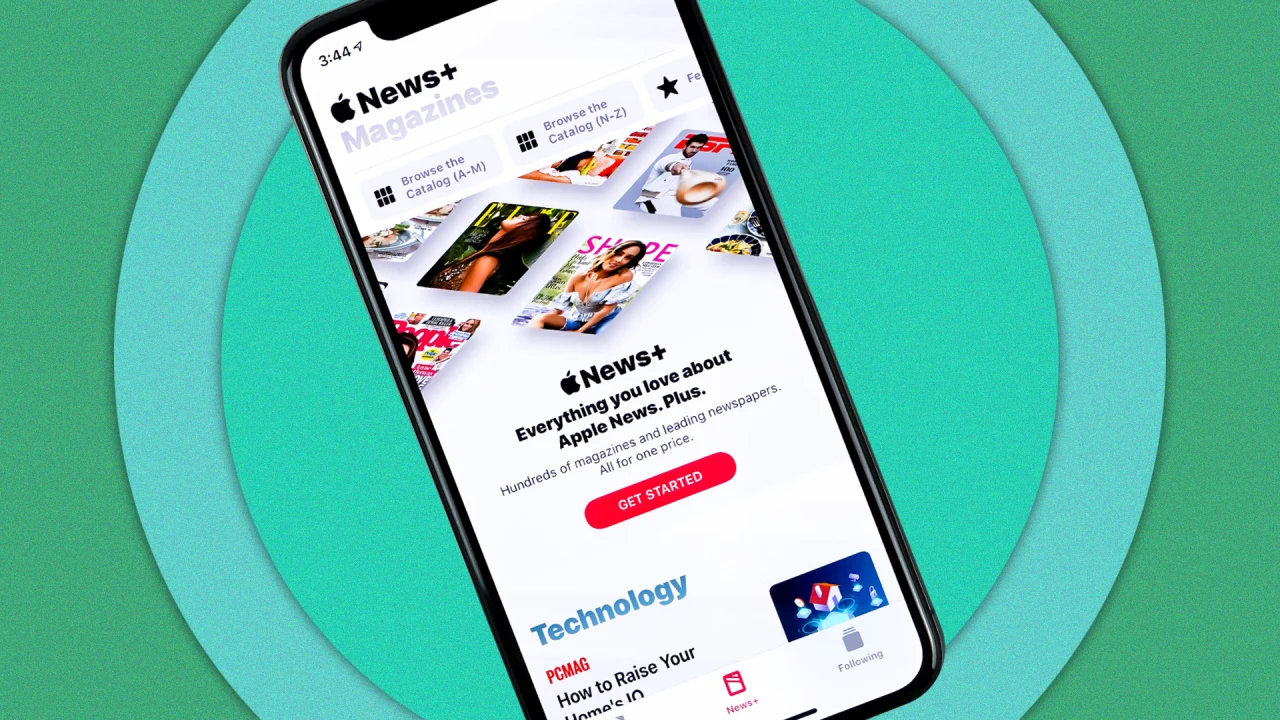 3:44
News+
Magazines
Browse the
Catalog (A-M)
Browse the
Catalog (N-Z)
Fe
ELLE
SHAPE
People
News+
Everything you love about
Apple News. Plus.
Hundreds of magazines and leading newspapers.
All for one price.
GET STARTED
Technology
PCMAG
How to Raise Your
Home's IQ
News+
Following